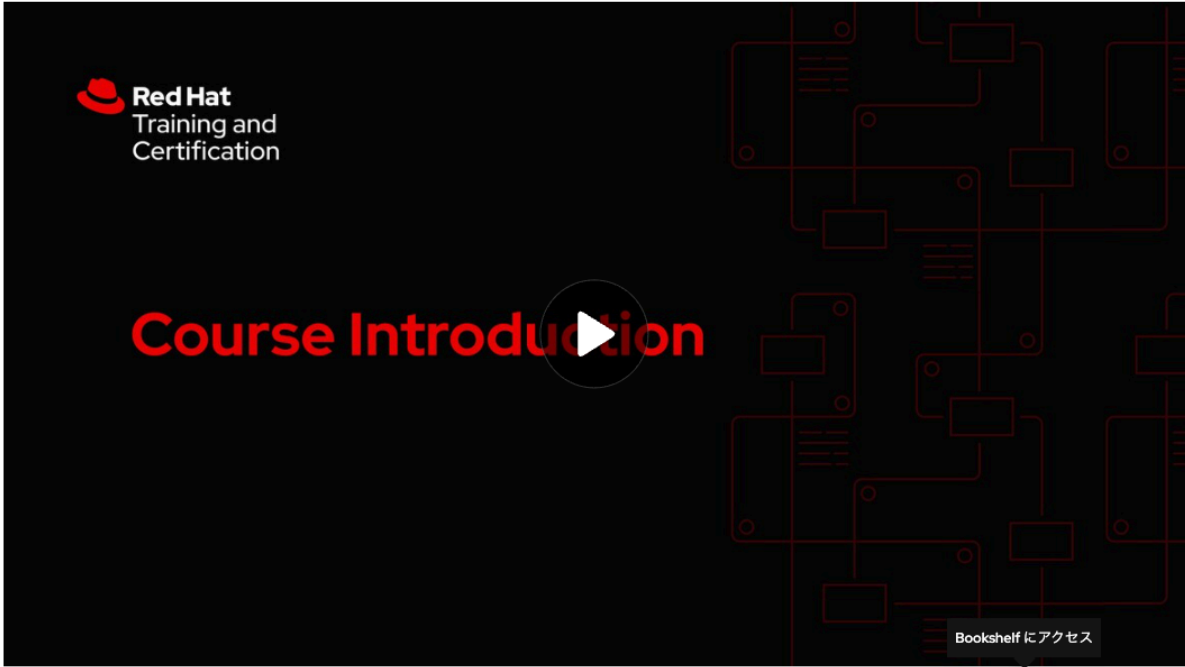 Red Hat
Training and
Certification
Course Introduction
Bookshelf にアクセス